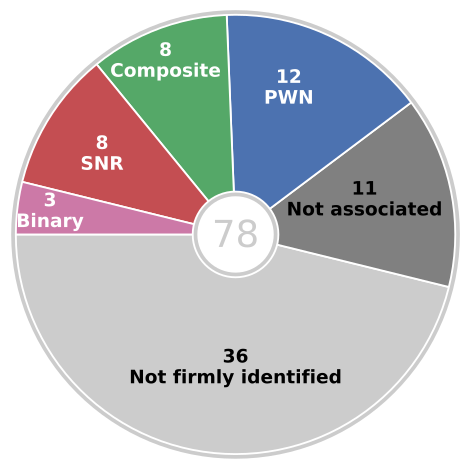 8
Composite
12
PWN
8
SNR
11
Not associated
3
Binary
78
36
Not firmly identified